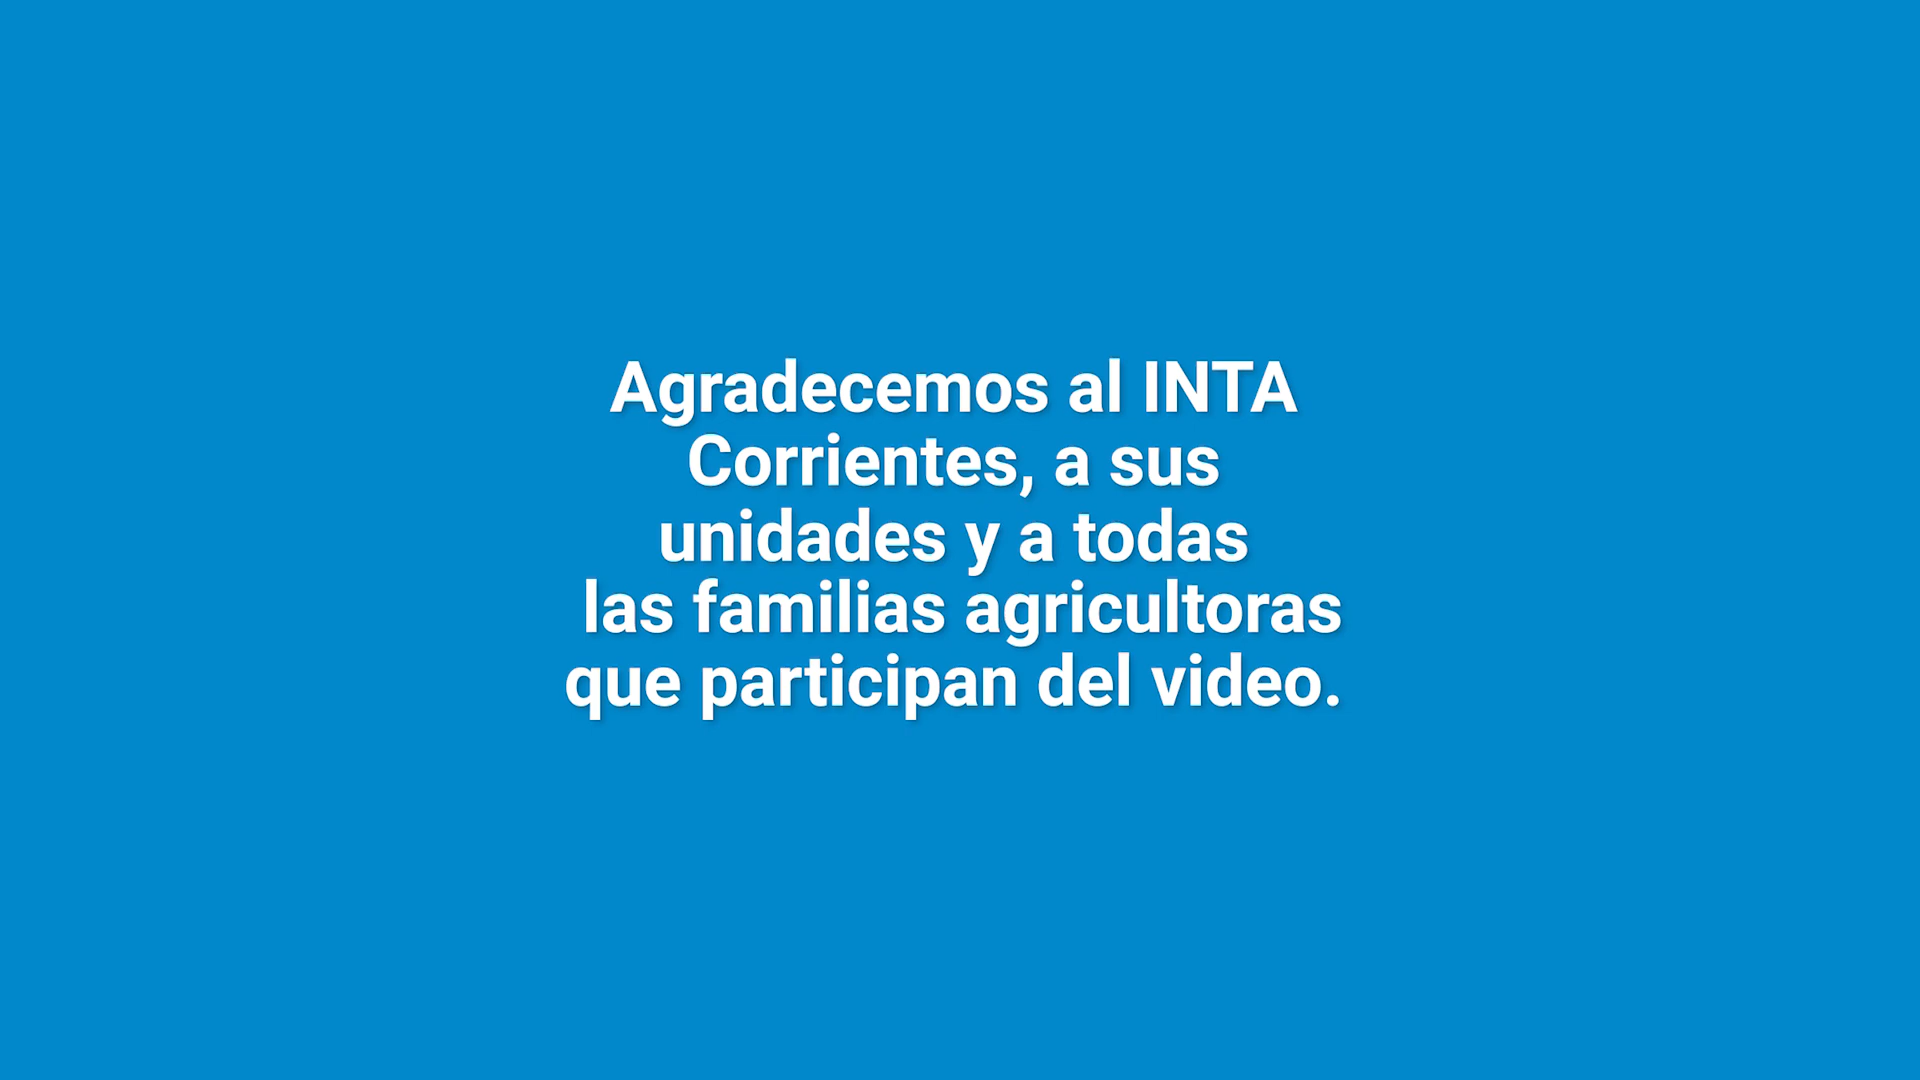 Agradecemos al INTA
Corrientes, a sus
unidades y a todas
las familias agricultoras
que participan del video.